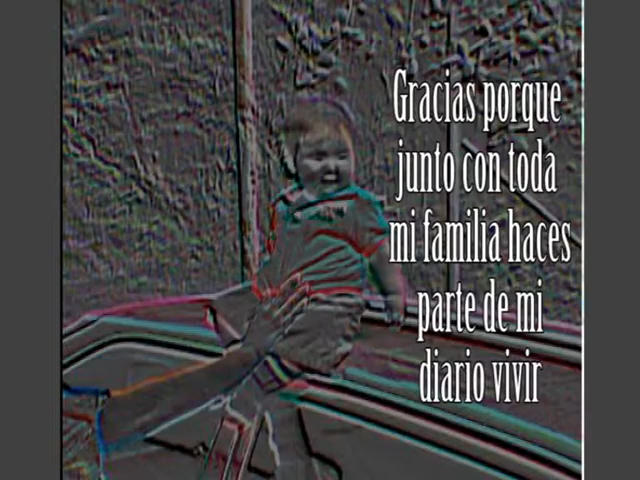 Gracias porque
junto con toda
mi familia haces
parte de mi
diario vivir